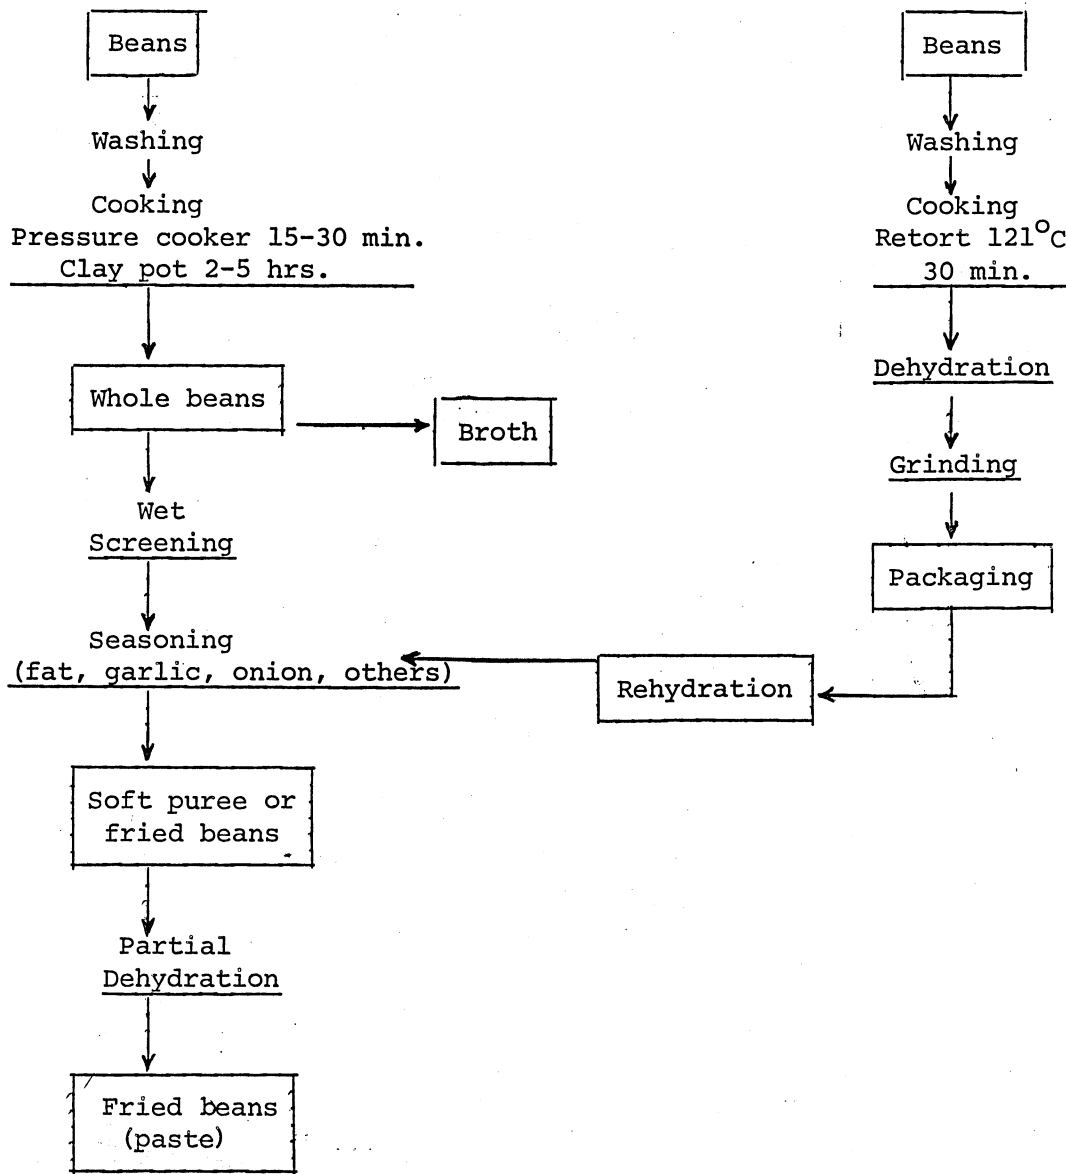 Beans
Washing
Cooking
Pressure cooker 15-30 min.
Clay pot 2-5 hrs.
Whole beans
Broth
Wet
Screening
Seasoning
(fat, garlic, onion, others)
Soft puree or
fried beans
Partial
Dehydration
Fried beans
(paste)
Beans
Washing
Cooking
Retort 121°C
30 min.
Dehydration
Grinding
Packaging
Rehydration